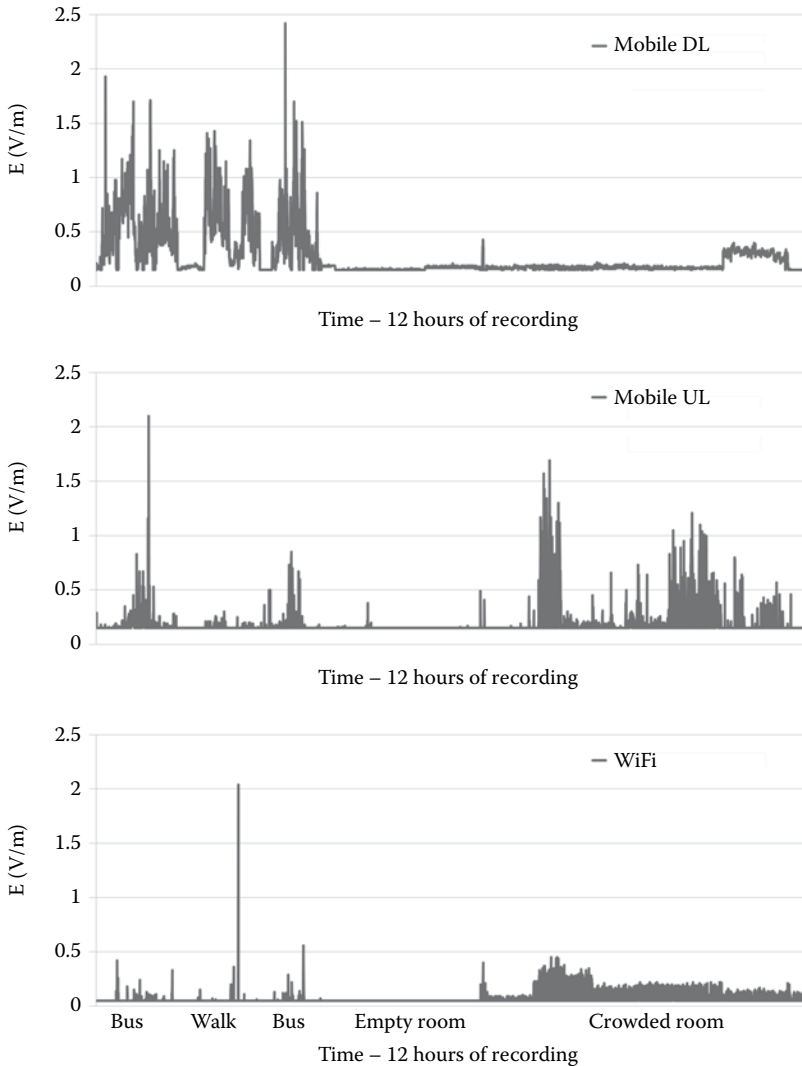 2.5
Mobile DL
2
1.5
1
0.5
0
E (V/m)
Time – 12 hours of recording
2.5
Mobile UL
2
1.5
1
0.5
0
E (V/m)
Time – 12 hours of recording
2.5
WiFi
2
1.5
1
0.5
0
E (V/m)
Bus Walk Bus Empty room Crowded room
Time – 12 hours of recording